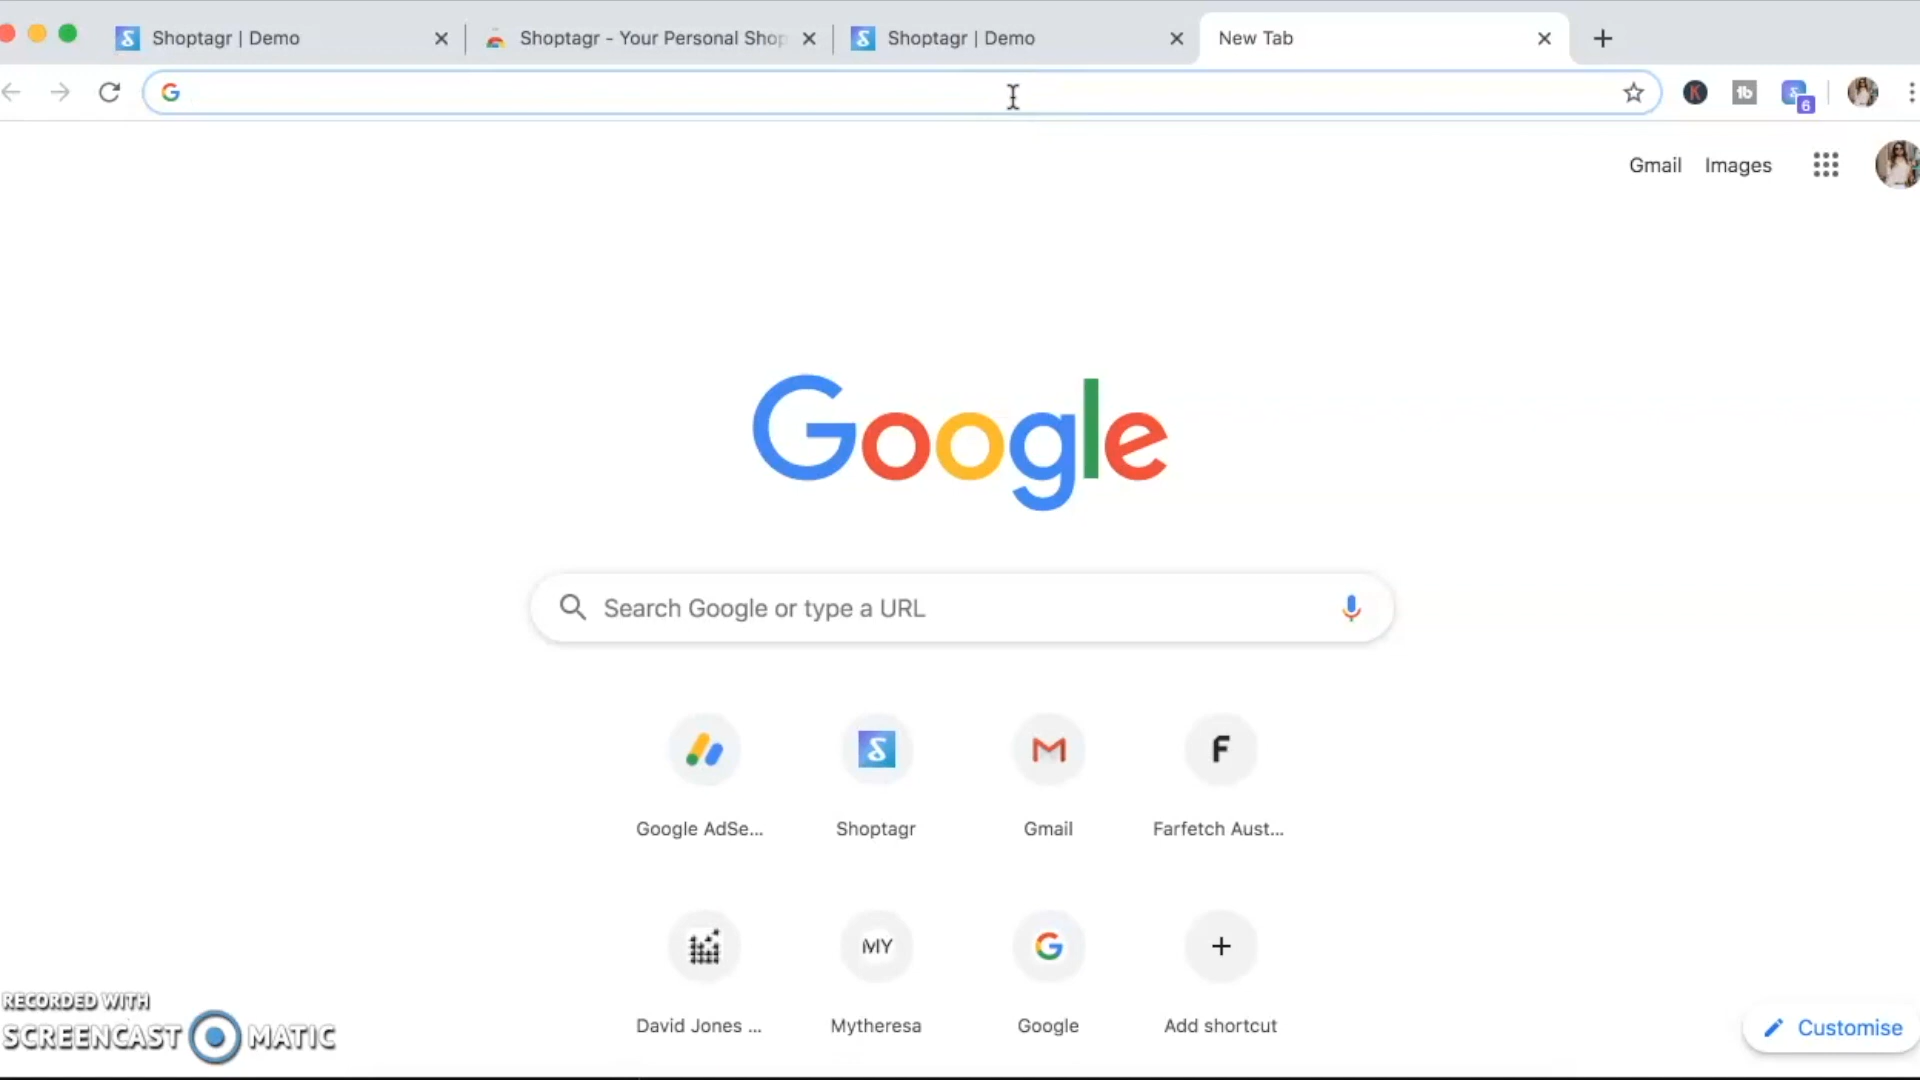 Shoptagr | Demo
Shoptagr - Your Personal Shop
Shoptagr | Demo
New Tab
6
Gmail
Images
Google
Search Google or type a URL
Google AdSe...
Shoptagr
Gmail
Farfetch Aust...
MY
David Jones ...
Mytheresa
Google
Add shortcut
Customise
RECORDED WITH
SCREENCAST MATIC